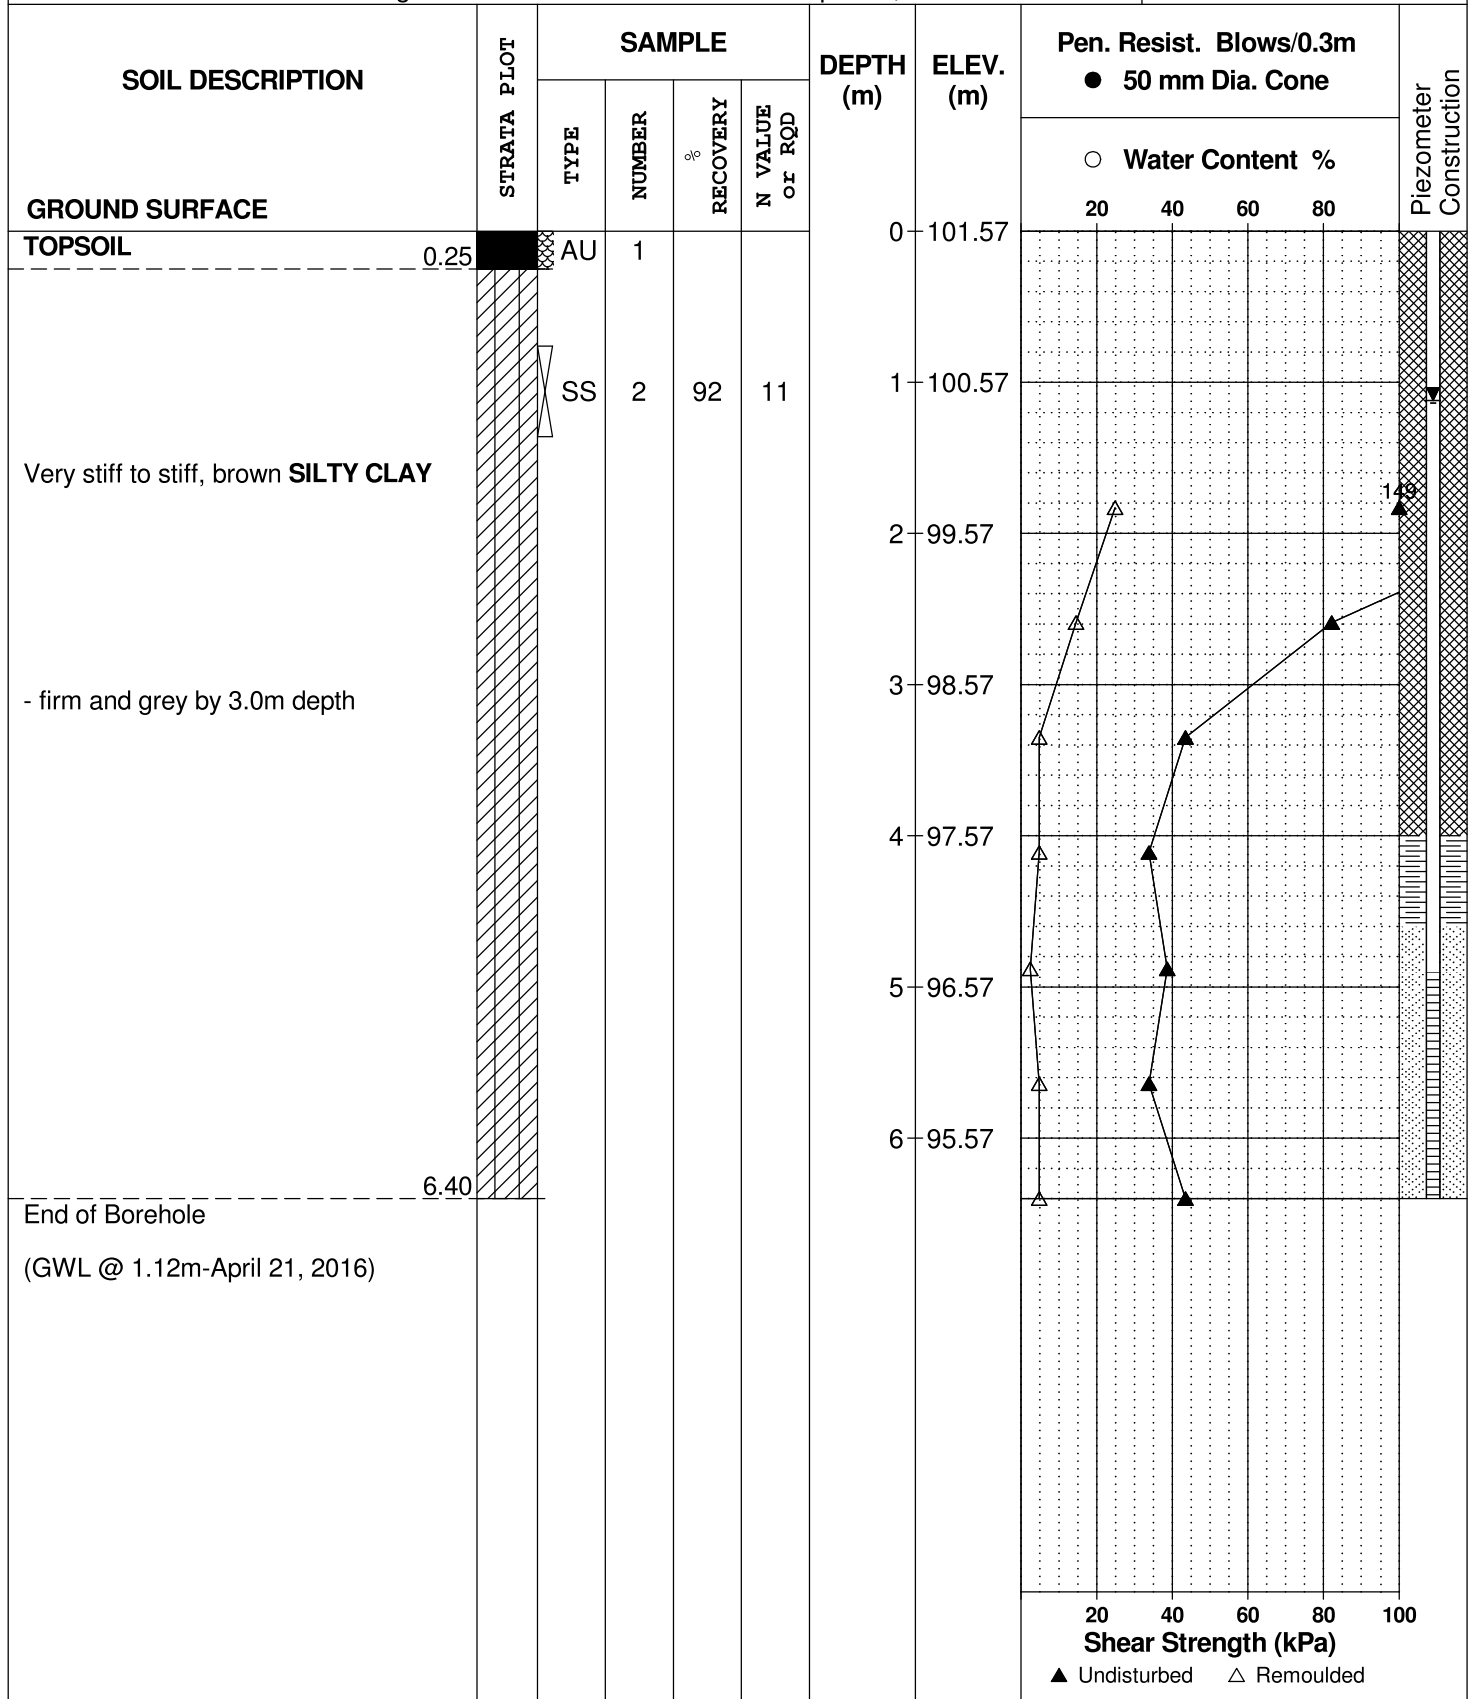 SOIL DESCRIPTION
GROUND SURFACE
STRATA PLOT
SAMPLE
TYPE
NUMBER
%
RECOVERY
N VALUE
or RQD
DEPTH
(m)
ELEV.
(m)
Pen. Resist. Blows/0.3m
50 mm Dia. Cone
Water Content %
20 40 60 80
Piezometer
Construction
TOPSOIL
0.25
AU 1
0 101.57
SS 2 92 11
1 100.57
Very stiff to stiff, brown SILTY CLAY
149
2 99.57
- firm and grey by 3.0m depth
3 98.57
4 97.57
5 96.57
6 95.57
6.40
End of Borehole
(GWL @ 1.12m-April 21, 2016)
20 40 60 80 100
Shear Strength (kPa)
Undisturbed Remoulded